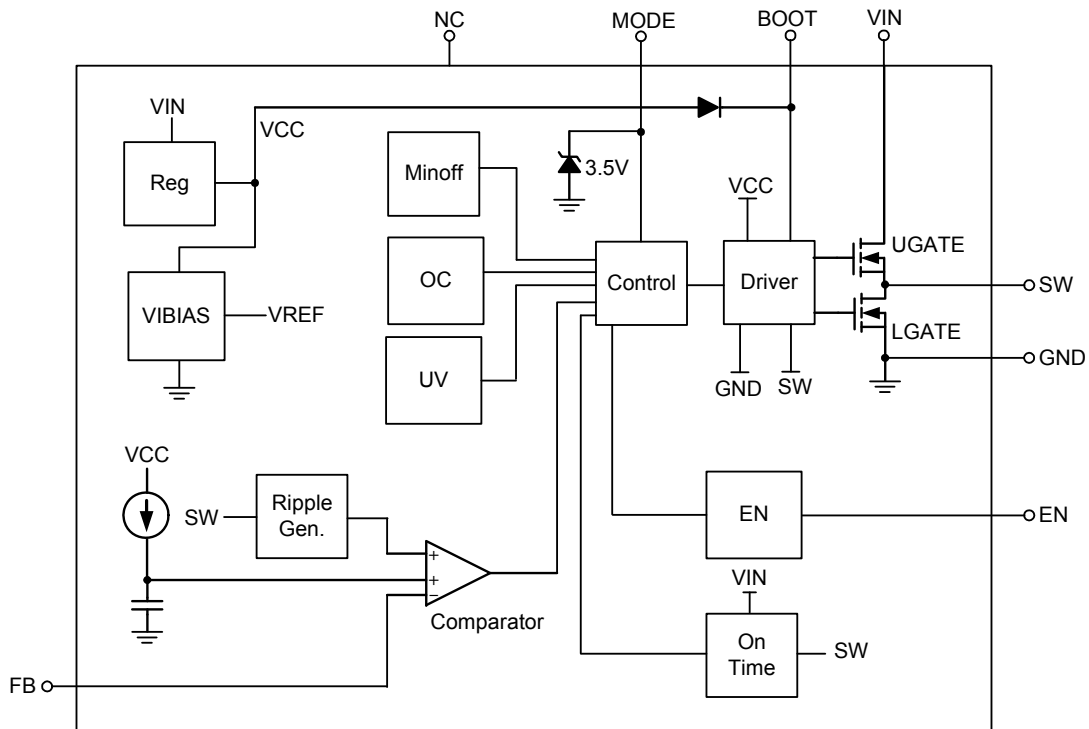 NC
MODE
BOOT
VIN
VIN
VCC
Reg
Minoff
3.5V
VCC
UGATE
OC
Control
Driver
SW
VIBIAS
VREF
LGATE
UV
GND
SW
GND
VCC
SW
Ripple
Gen.
EN
EN
+
+
−
Comparator
VIN
On
Time
SW
FB